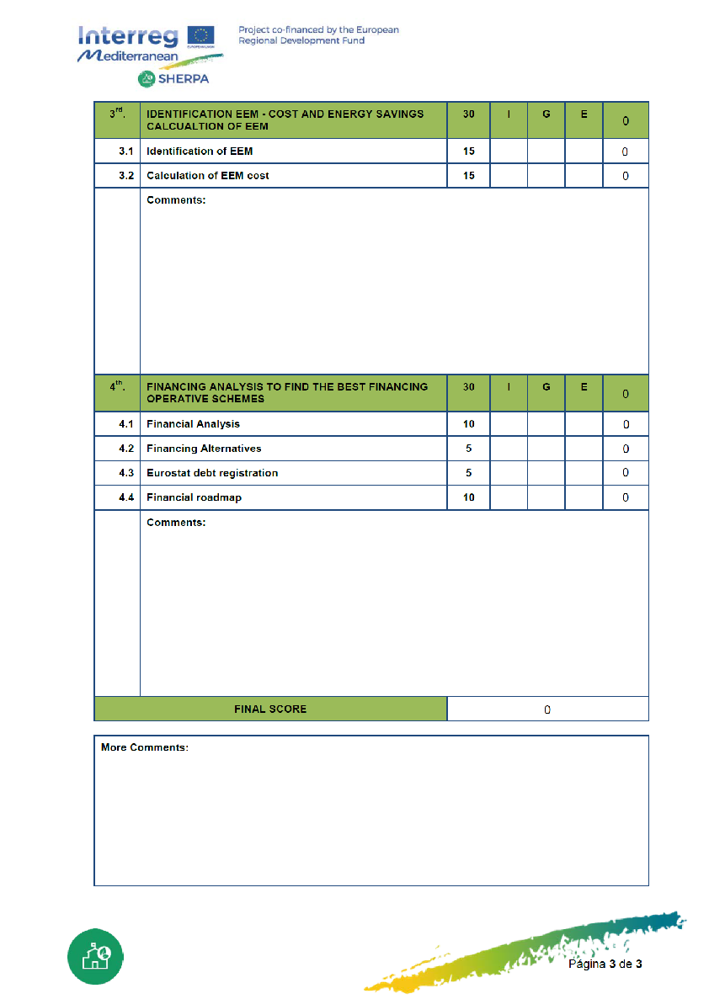 Interreg
EUROPEAN UNION
Mediterranean
SHERPA
Project co-financed by the European
Regional Development Fund
3rd. IDENTIFICATION EEM - COST AND ENERGY SAVINGS CALCUALTION OF EEM 30 I G E 0
3.1 Identification of EEM 15 0
3.2 Calculation of EEM cost 15 0
Comments:
4th. FINANCING ANALYSIS TO FIND THE BEST FINANCING OPERATIVE SCHEMES 30 I G E 0
4.1 Financial Analysis 10 0
4.2 Financing Alternatives 5 0
4.3 Eurostat debt registration 5 0
4.4 Financial roadmap 10 0
Comments:
FINAL SCORE 0
More Comments:
Página 3 de 3